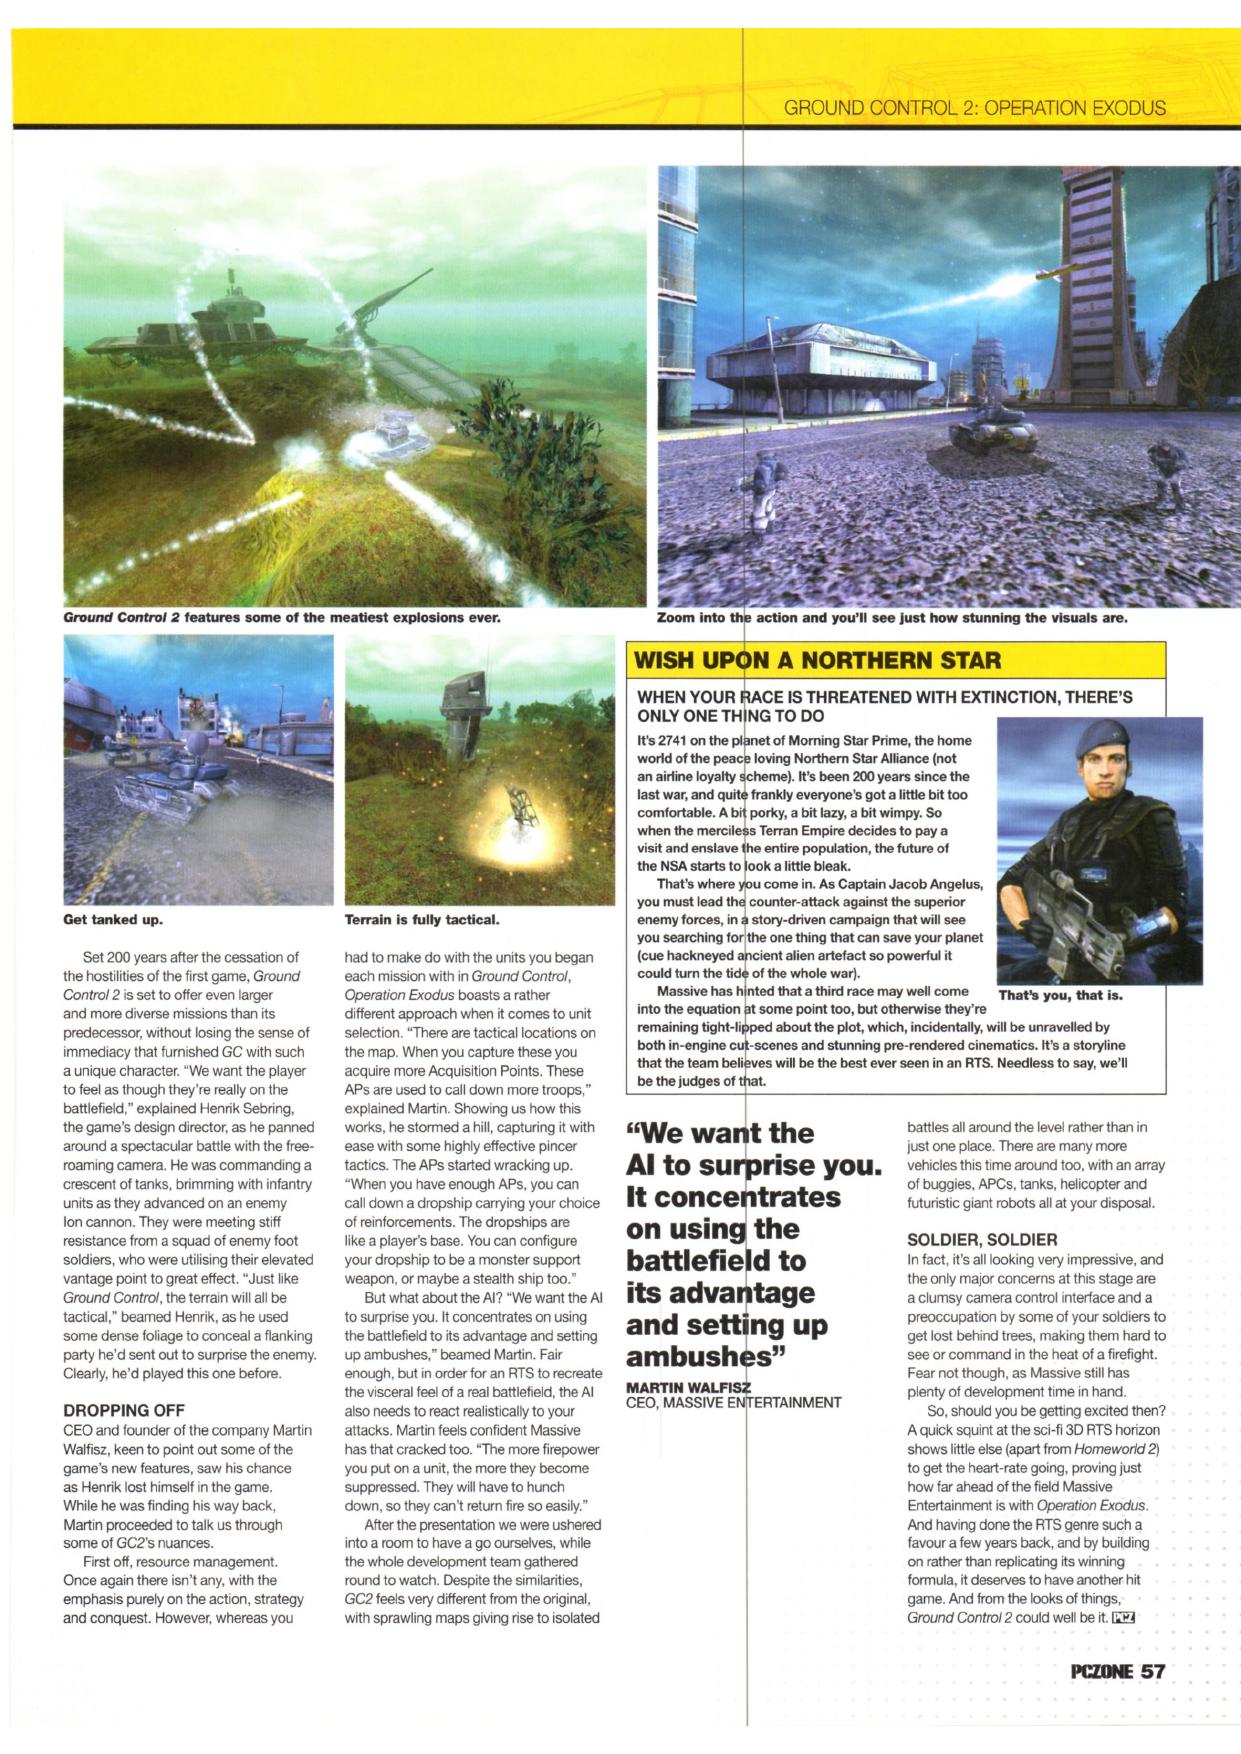 GROUND CONTROL 2: OPERATION EXODUS
Ground Control 2 features some of the meatiest explosions ever.
Zoom into the action and you'll see just how stunning the visuals are.
Get tanked up.
Terrain is fully tactical.
WISH UPON A NORTHERN STAR
WHEN YOUR RACE IS THREATENED WITH EXTINCTION, THERE'S
ONLY ONE THING TO DO
It's 2741 on the planet of Morning Star Prime, the home
world of the peace loving Northern Star Alliance (not
an airline loyalty scheme). It's been 200 years since the
last war, and quite frankly everyone's got a little bit too
comfortable. A bit porky, a bit lazy, a bit wimpy. So
when the merciless Terran Empire decides to pay a
visit and enslave the entire population, the future of
the NSA starts to look a little bleak.
That's where you come in. As Captain Jacob Angelus,
you must lead the counter-attack against the superior
enemy forces, in a story-driven campaign that will see
you searching for the one thing that can save your planet
(cue hackneyed ancient alien artefact so powerful it
could turn the tide of the whole war).
Massive has hinted that a third race may well come
into the equation at some point too, but otherwise they're
remaining tight-lipped about the plot, which, incidentally, will be unravelled by
both in-engine cut-scenes and stunning pre-rendered cinematics. It's a storyline
that the team believes will be the best ever seen in an RTS. Needless to say, we'll
be the judges of that.
That's you, that is.
Set 200 years after the cessation of
the hostilities of the first game, Ground
Control 2 is set to offer even larger
and more diverse missions than its
predecessor, without losing the sense of
immediacy that furnished GC with such
a unique character. “We want the player
to feel as though they're really on the
battlefield,” explained Henrik Sebring,
the game's design director, as he panned
around a spectacular battle with the free-
roaming camera. He was commanding a
crescent of tanks, brimming with infantry
units as they advanced on an enemy
Ion cannon. They were meeting stiff
resistance from a squad of enemy foot
soldiers, who were utilising their elevated
vantage point to great effect. “Just like
Ground Control, the terrain will all be
tactical,” beamed Henrik, as he used
some dense foliage to conceal a flanking
party he'd sent out to surprise the enemy.
Clearly, he'd played this one before.
DROPPING OFF
CEO and founder of the company Martin
Walfisz, keen to point out some of the
game's new features, saw his chance
as Henrik lost himself in the game.
While he was finding his way back,
Martin proceeded to talk us through
some of GC2's nuances.
First off, resource management.
Once again there isn't any, with the
emphasis purely on the action, strategy
and conquest. However, whereas you
had to make do with the units you began
each mission with in Ground Control,
Operation Exodus boasts a rather
different approach when it comes to unit
selection. “There are tactical locations on
the map. When you capture these you
acquire more Acquisition Points. These
APs are used to call down more troops,”
explained Martin. Showing us how this
works, he stormed a hill, capturing it with
ease with some highly effective pincer
tactics. The APs started wracking up.
“When you have enough APs, you can
call down a dropship carrying your choice
of reinforcements. The dropships are
like a player's base. You can configure
your dropship to be a monster support
weapon, or maybe a stealth ship too.”
But what about the AI? “We want the AI
to surprise you. It concentrates on using
the battlefield to its advantage and setting
up ambushes,” beamed Martin. Fair
enough, but in order for an RTS to recreate
the visceral feel of a real battlefield, the AI
also needs to react realistically to your
attacks. Martin feels confident Massive
has that cracked too. “The more firepower
you put on a unit, the more they become
suppressed. They will have to hunch
down, so they can't return fire so easily.”
After the presentation we were ushered
into a room to have a go ourselves, while
the whole development team gathered
round to watch. Despite the similarities,
GC2 feels very different from the original,
with sprawling maps giving rise to isolated
“We want the
AI to surprise you.
It concentrates
on using the
battlefield to
its advantage
and setting up
ambushes”
MARTIN WALFISZ
CEO, MASSIVE ENTERTAINMENT
battles all around the level rather than in
just one place. There are many more
vehicles this time around too, with an array
of buggies, APCs, tanks, helicopter and
futuristic giant robots all at your disposal.
SOLDIER, SOLDIER
In fact, it's all looking very impressive, and
the only major concerns at this stage are
a clumsy camera control interface and a
preoccupation by some of your soldiers to
get lost behind trees, making them hard to
see or command in the heat of a firefight.
Fear not though, as Massive still has
plenty of development time in hand.
So, should you be getting excited then?
A quick squint at the sci-fi 3D RTS horizon
shows little else (apart from Homeworld 2)
to get the heart-rate going, proving just
how far ahead of the field Massive
Entertainment is with Operation Exodus.
And having done the RTS genre such a
favour a few years back, and by building
on rather than replicating its winning
formula, it deserves to have another hit
game. And from the looks of things,
Ground Control 2 could well be it. PCZ
PCZONE 57